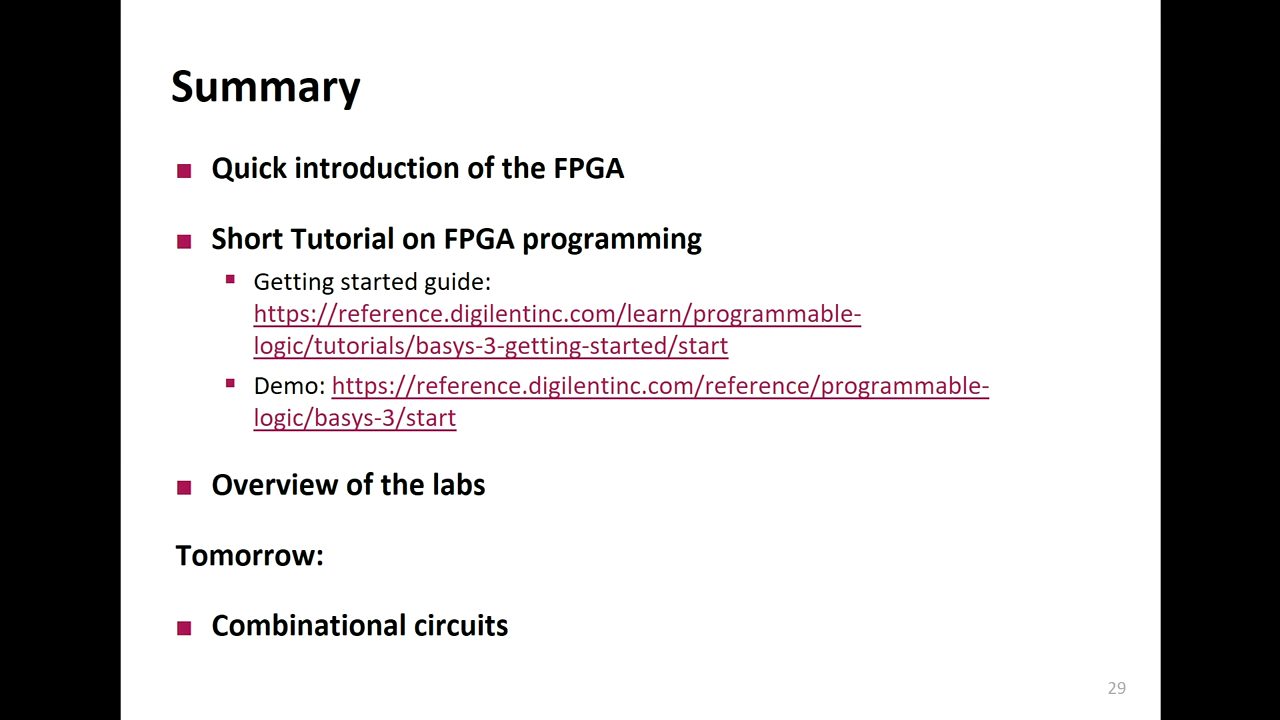 Summary
Quick introduction of the FPGA
Short Tutorial on FPGA programming
Getting started guide:
https://reference.digilentinc.com/learn/programmable-
logic/tutorials/basys-3-getting-started/start
Demo: https://reference.digilentinc.com/reference/programmable-
logic/basys-3/start
Overview of the labs
Tomorrow:
Combinational circuits
29